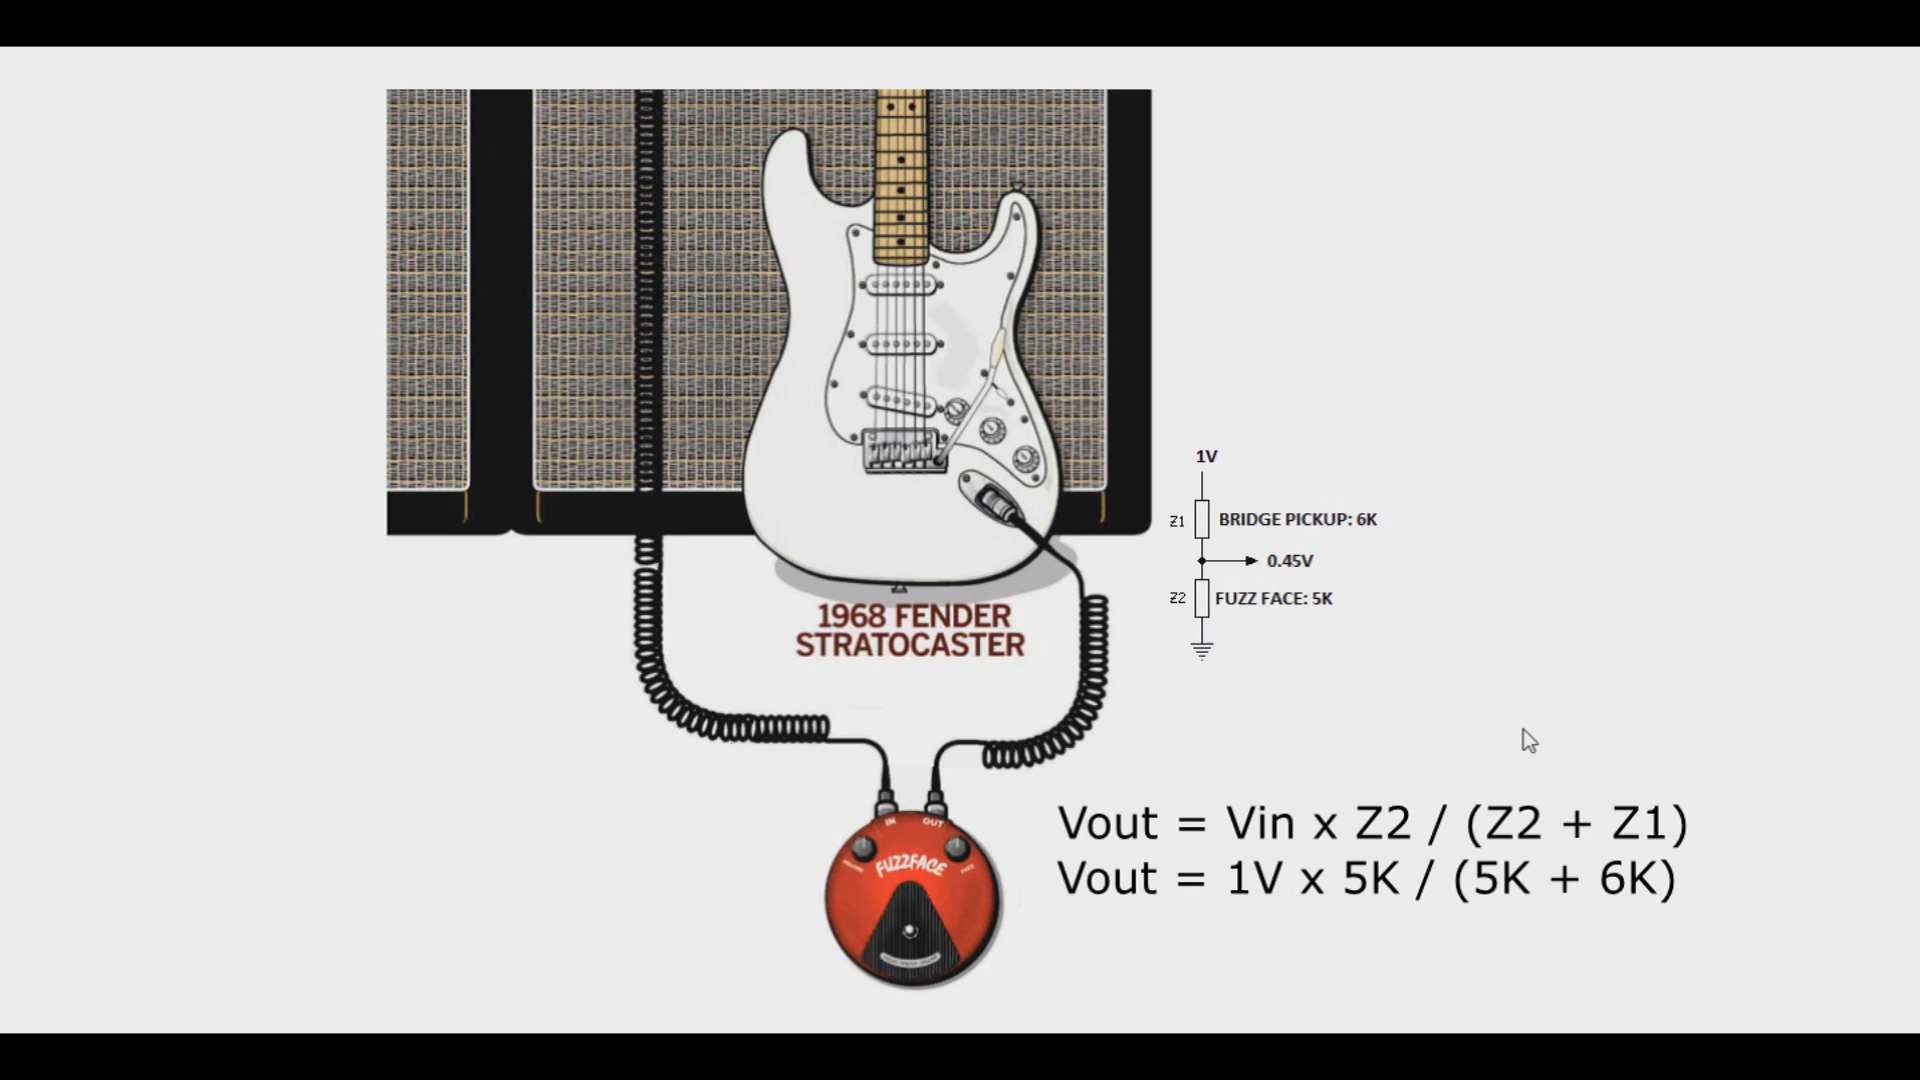 1V
Z1 BRIDGE PICKUP: 6K
0.45V
Z2 FUZZ FACE: 5K
1968 FENDER
STRATOCASTER
IN OUT
FUZZFACE
Vout = Vin x Z2 / (Z2 + Z1)
Vout = 1V x 5K / (5K + 6K)